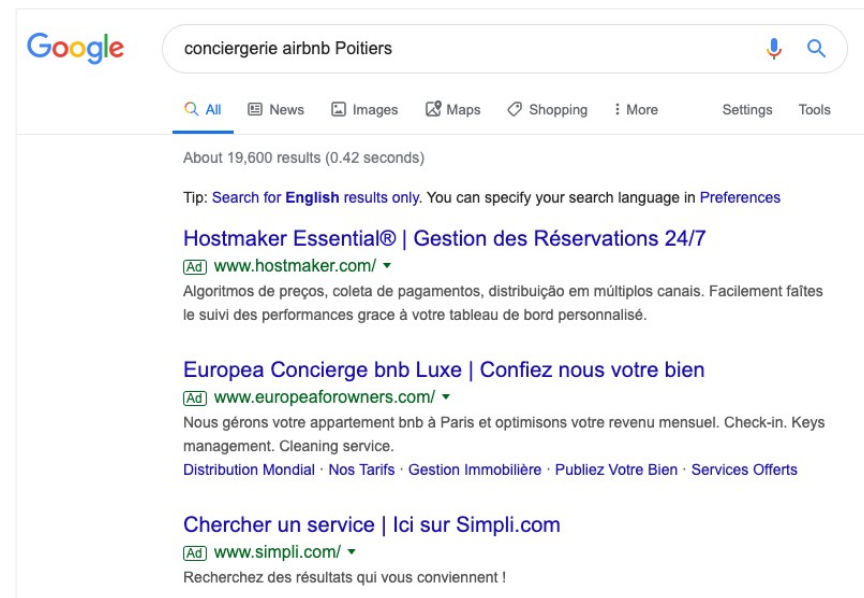 Google
conciergerie airbnb Poitiers
All News Images Maps Shopping More Settings Tools
About 19,600 results (0.42 seconds)
Tip: Search for English results only. You can specify your search language in Preferences
Hostmaker Essential® | Gestion des Réservations 24/7
Ad www.hostmaker.com/
Algoritmos de preços, coleta de pagamentos, distribuição em múltiplos canais. Facilement faîtes
le suivi des performances grace à votre tableau de bord personnalisé.
Europea Concierge bnb Luxe | Confiez nous votre bien
Ad www.europeaforowners.com/
Nous gérons votre appartement bnb à Paris et optimisons votre revenu mensuel. Check-in. Keys
management. Cleaning service.
Distribution Mondial · Nos Tarifs · Gestion Immobilière · Publiez Votre Bien · Services Offerts
Chercher un service | Ici sur Simpli.com
Ad www.simpli.com/
Recherchez des résultats qui vous conviennent !